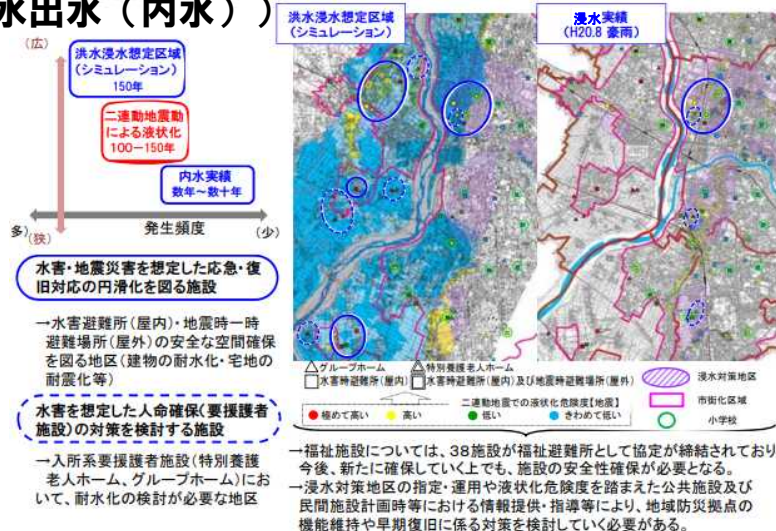 水出水（内水））
（広）
洪水浸水想定区域
（シミュレーション）
150年
二連動地震動
による液状化
100－150年
内水実績
数年～数十年
多）
（狭）
発生頻度
（少）
水害・地震災害を想定した応急・復
旧対応の円滑化を図る施設
→水害避難所（屋内）・地震時一時
避難場所（屋外）の安全な空間確保
を図る地区（建物の耐水化・宅地の
耐震化等）
水害を想定した人命確保（要援護者
施設）の対策を検討する施設
→入所系要援護者施設（特別養護
老人ホーム、グループホーム）にお
いて、耐水化の検討が必要な地区
洪水浸水想定区域
（シミュレーション）
浸水実績
（H20.8 豪雨）
△グループホーム
△特別養護老人ホーム
□水害時避難所（屋内）
□水害時避難所（屋内）及び地震時避難場所（屋外）
二連動地震での液状化危険度【地震】
●極めて高い
●高い
●低い
●きわめて低い
浸水対策地区
市街化区域
小学校
→福祉施設については、38施設が福祉避難所として協定が締結されており
今後、新たに確保していく上でも、施設の安全性確保が必要となる。
→浸水対策地区の指定・運用や液状化危険度を踏まえた公共施設及び
民間施設計画時等における情報提供・指導等により、地域防災拠点の
機能維持や早期復旧に係る対策を検討していく必要がある。